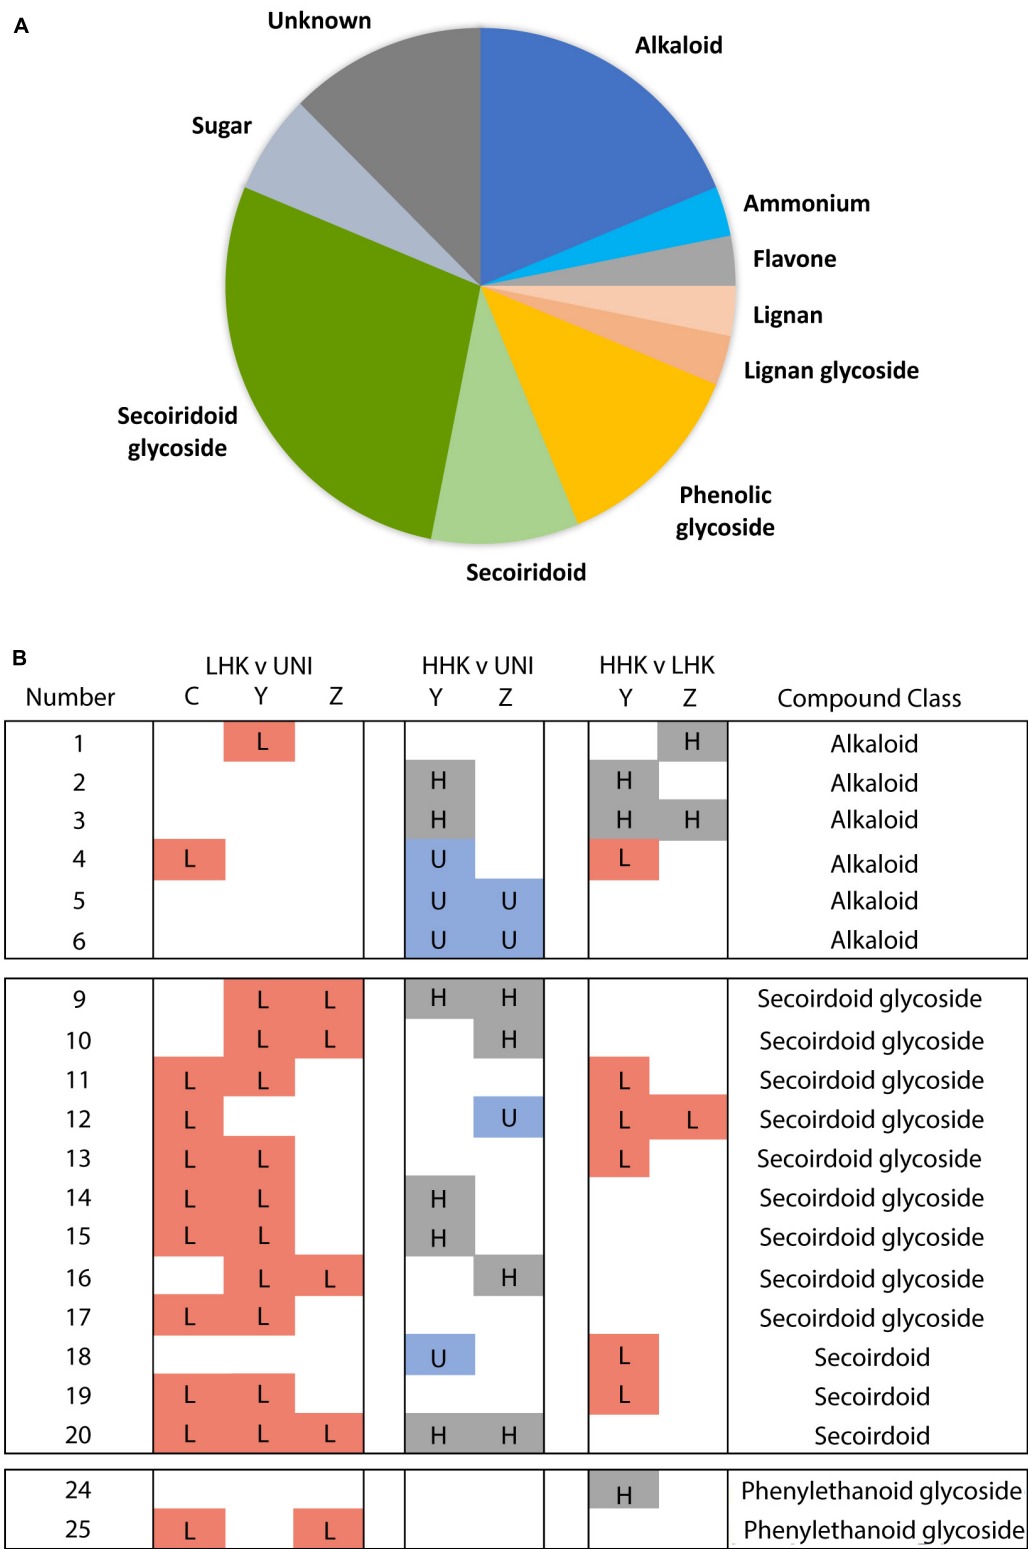 A
Unknown
Alkaloid
Sugar
Ammonium
Flavone
Lignan
Lignan glycoside
Secoiridoid
glycoside
Phenolic
glycoside
Secoiridoid
B
LHK v UNI HHK v UNI HHK v LHK
Number C Y Z Y Z Y Z Compound Class
1 L H Alkaloid
2 H H Alkaloid
3 H H H Alkaloid
4 L U L Alkaloid
5 U U Alkaloid
6 U U Alkaloid
9 L L H H Secoirdoid glycoside
10 L L H Secoirdoid glycoside
11 L L L Secoirdoid glycoside
12 L U L L Secoirdoid glycoside
13 L L L Secoirdoid glycoside
14 L L H Secoirdoid glycoside
15 L L H Secoirdoid glycoside
16 L L H Secoirdoid glycoside
17 L L Secoirdoid glycoside
18 U L Secoirdoid
19 L L L Secoirdoid
20 L L L H H Secoirdoid
24 H Phenylethanoid glycoside
25 L L Phenylethanoid glycoside